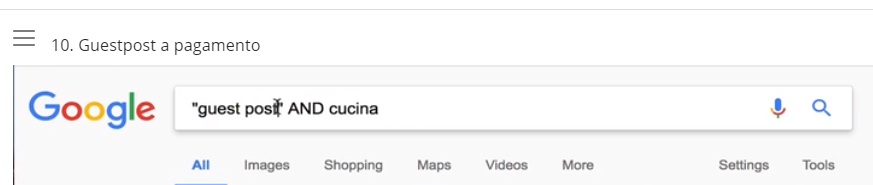 10. Guestpost a pagamento
Google
"guest post" AND cucina
All Images Shopping Maps Videos More Settings Tools